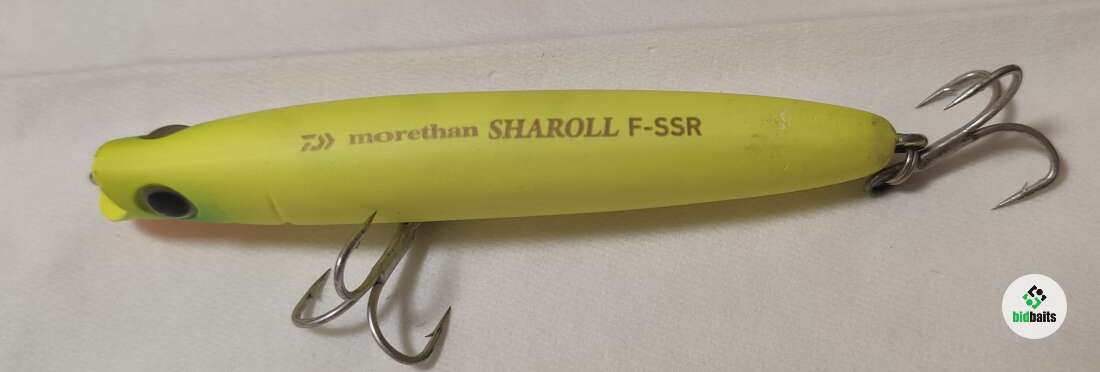 morethan SHAROLL F-SSR
bidbaits